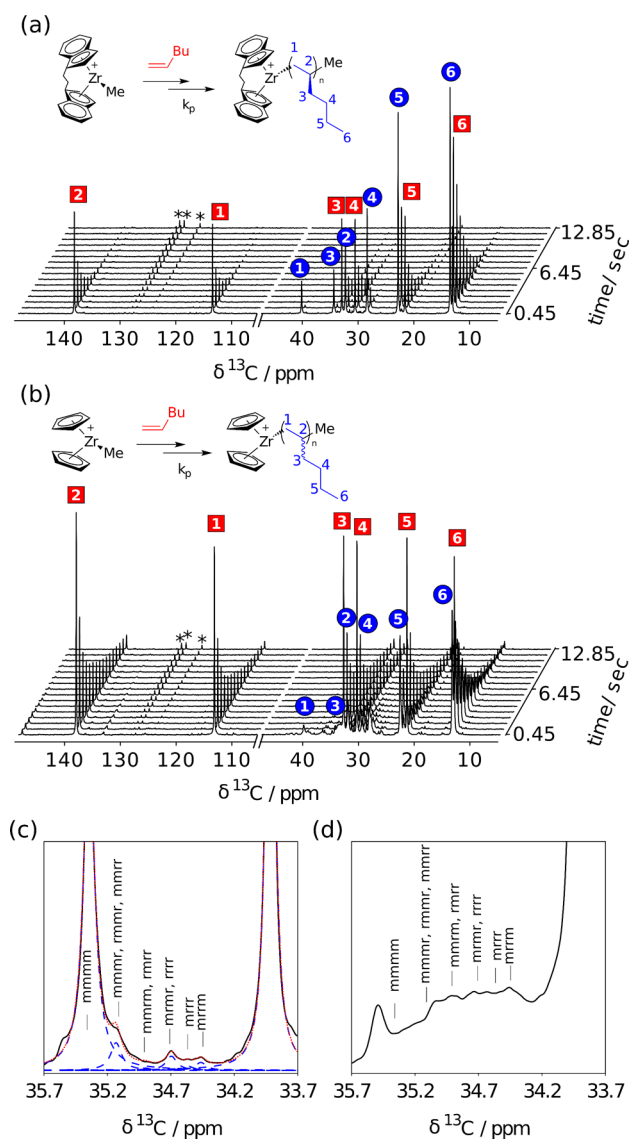 (a)
Bu
+
Zr
Me
k_p
+
Zr
1
2
n
Me
3
4
5
6
6
5
6
2
* * *
1
3 4
4
5
2
3
1
12.85
6.45
0.45
time/ sec
140 130 120 110 40 30 20 10
δ ¹³C / ppm
(b)
Bu
+
Zr
Me
k_p
+
Zr
1
2
n
Me
3
4
5
6
2
1
3
4
5
6
6
2
4
5
* * *
1
3
12.85
6.45
0.45
time/ sec
140 130 120 110 40 30 20 10
δ ¹³C / ppm
(c)
mmmm
mmmr, rmmr, mmrr
mmrm, rmrr
mrmr, rrrr
mrrr
mrrm
35.7 35.2 34.7 34.2 33.7
δ ¹³C / ppm
(d)
mmmm
mmmr, rmmr, mmrr
mmrm, rmrr
mrmr, rrrr
mrrr
mrrm
35.7 35.2 34.7 34.2 33.7
δ ¹³C / ppm